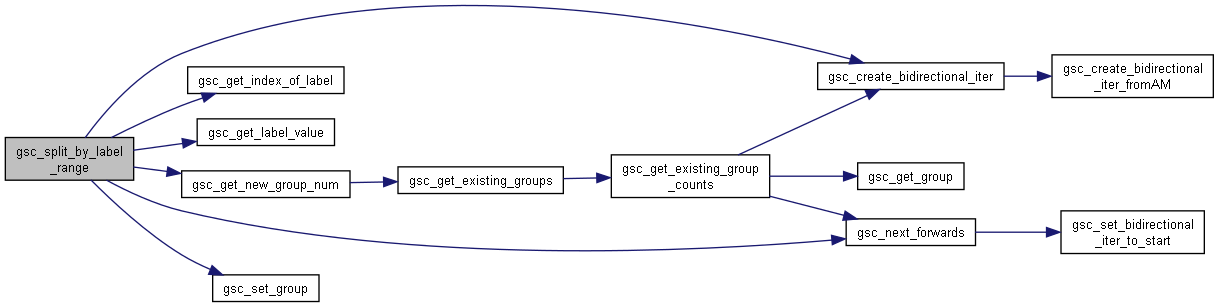 gsc_split_by_label
_range
gsc_get_index_of_label
gsc_get_label_value
gsc_get_new_group_num
gsc_set_group
gsc_get_existing_groups
gsc_get_existing_group
_counts
gsc_create_bidirectional_iter
gsc_get_group
gsc_next_forwards
gsc_create_bidirectional
_iter_fromAM
gsc_set_bidirectional
_iter_to_start